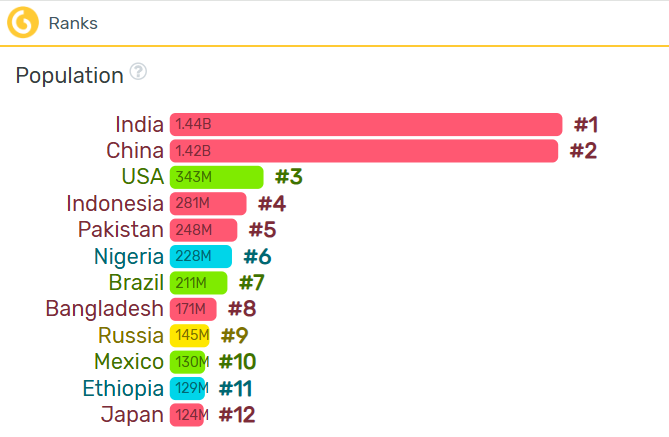 Ranks
Population ?
India 1.44B #1
China 1.42B #2
USA 343M #3
Indonesia 281M #4
Pakistan 248M #5
Nigeria 228M #6
Brazil 211M #7
Bangladesh 171M #8
Russia 145M #9
Mexico 130M #10
Ethiopia 129M #11
Japan 124M #12